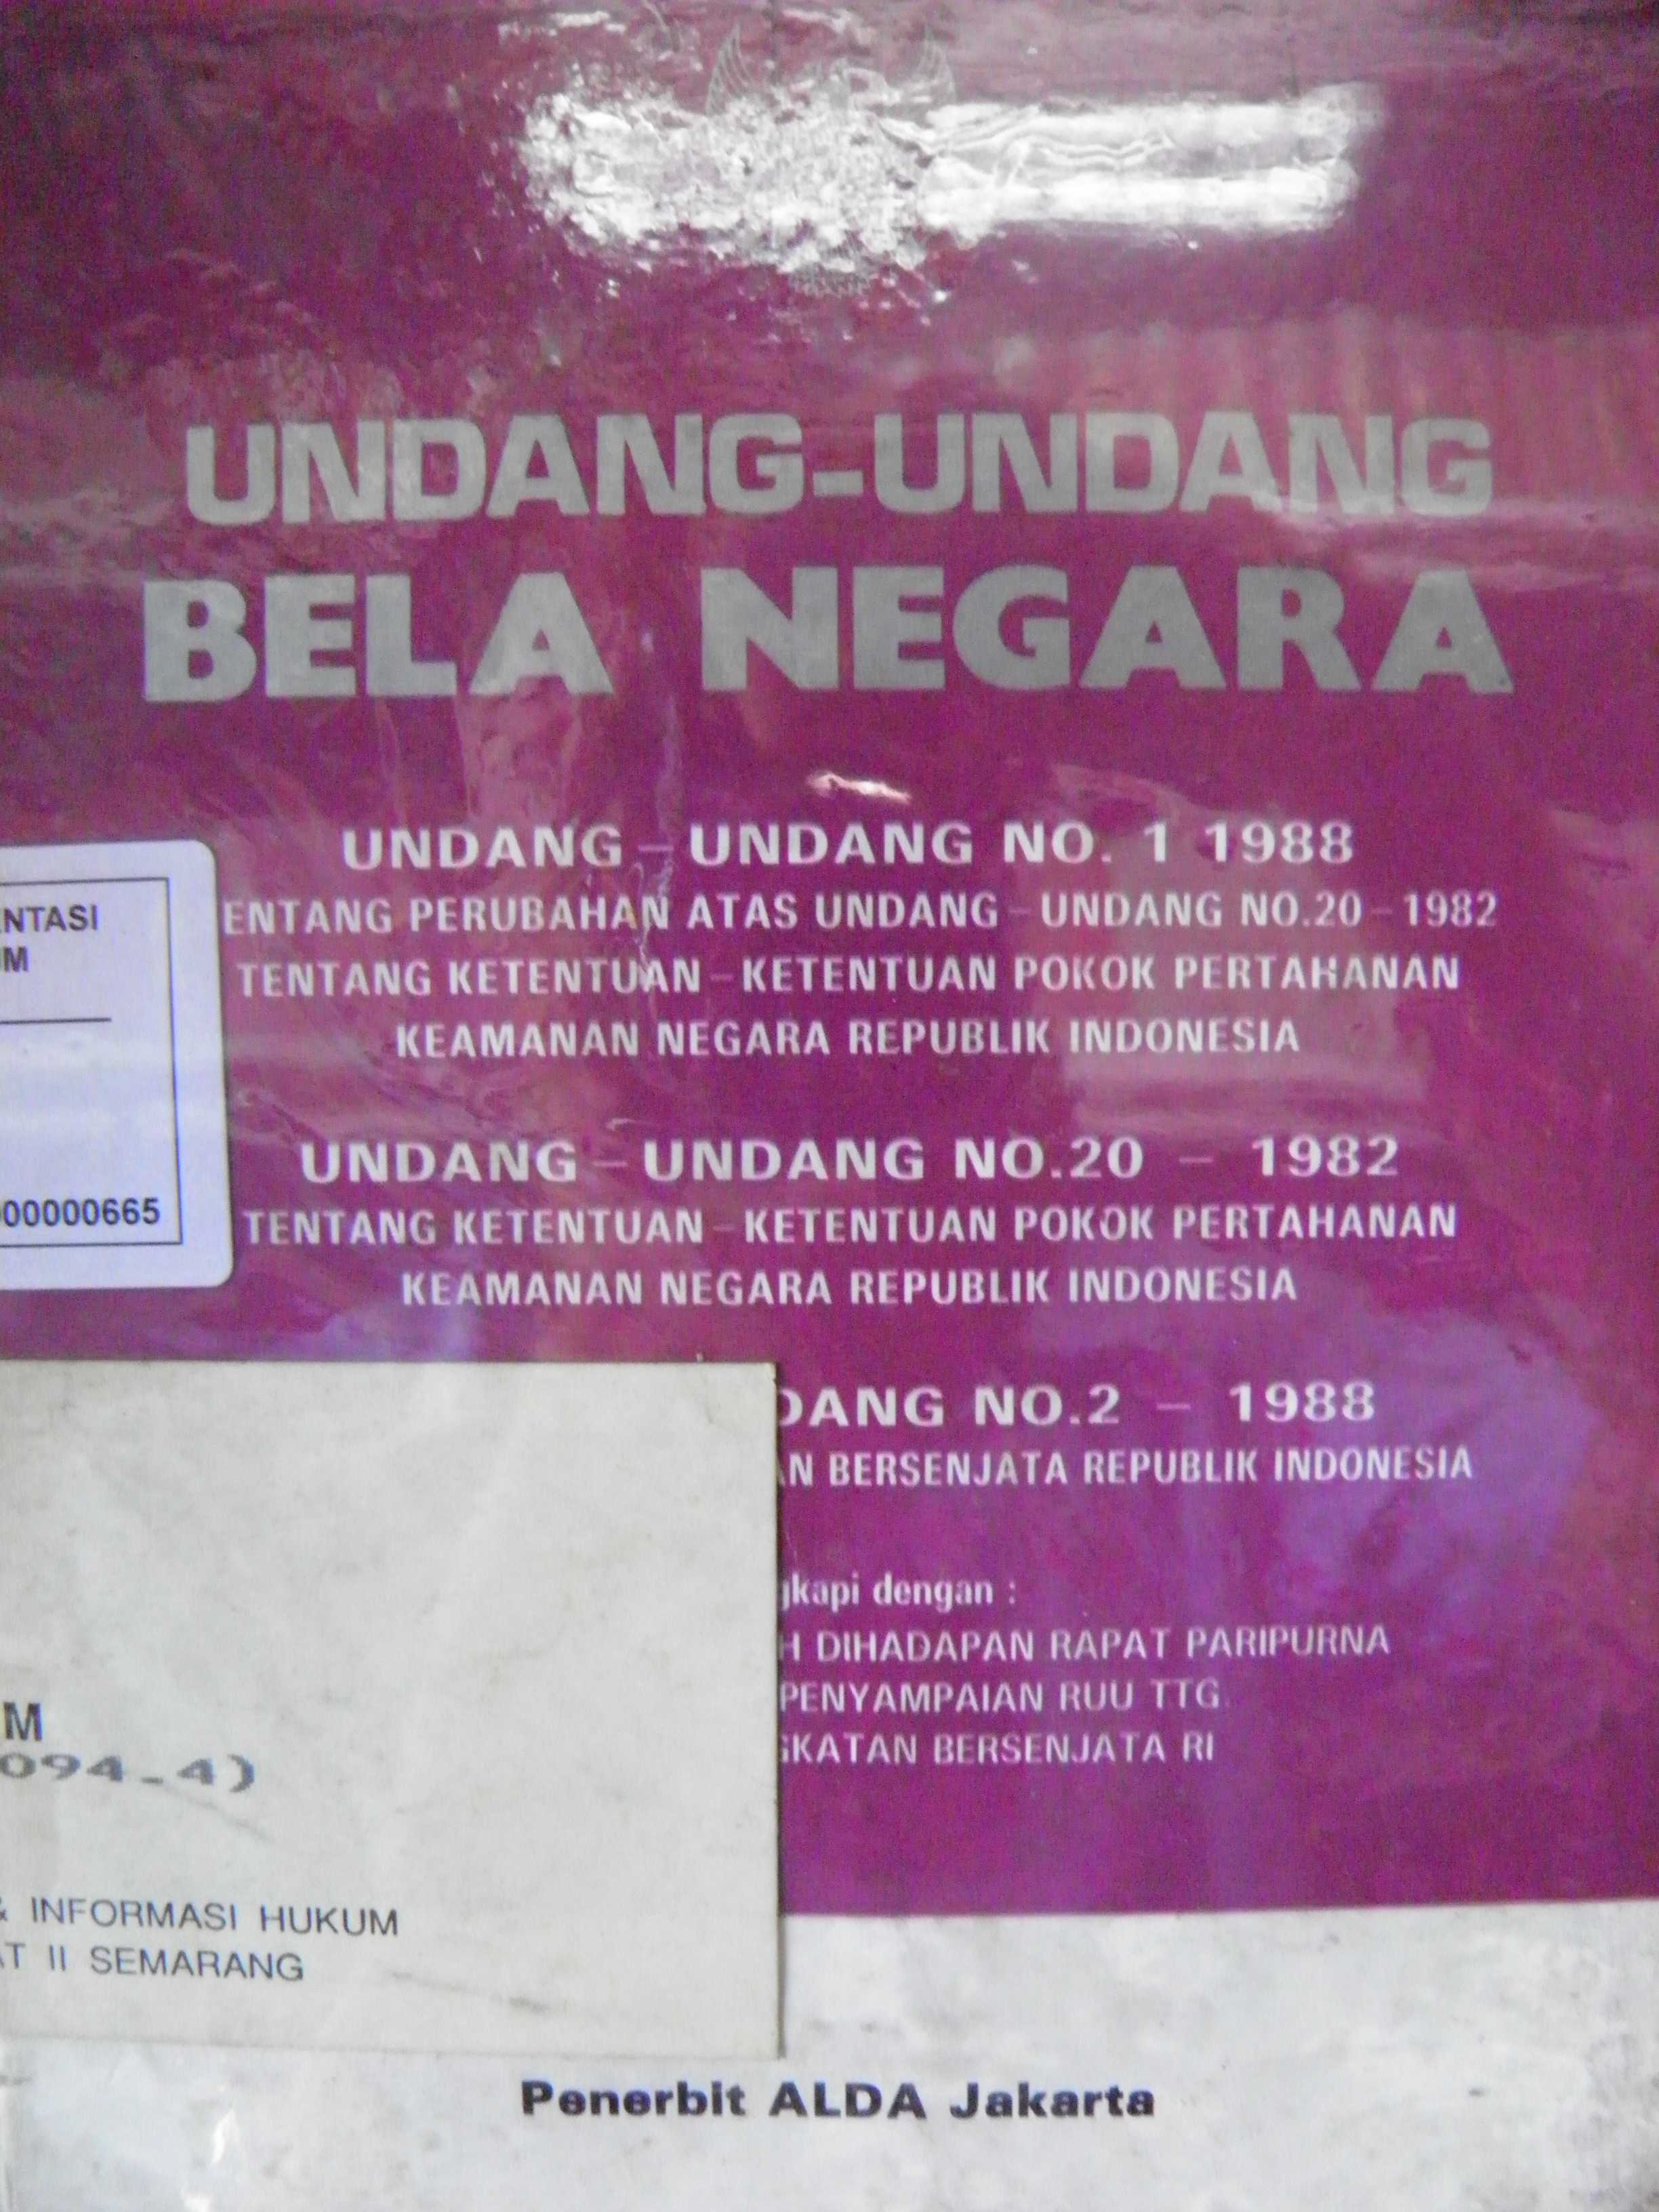 UNDANG-UNDANG
BELA NEGARA
UNDANG – UNDANG NO. 1 1988
ENTANG PERUBAHAN ATAS UNDANG – UNDANG NO.20 – 1982
TENTANG KETENTUAN – KETENTUAN POKOK PERTAHANAN
KEAMANAN NEGARA REPUBLIK INDONESIA
NTASI
M
00000665
UNDANG – UNDANG NO.20 – 1982
TENTANG KETENTUAN – KETENTUAN POKOK PERTAHANAN
KEAMANAN NEGARA REPUBLIK INDONESIA
DANG NO.2 – 1988
AN BERSENJATA REPUBLIK INDONESIA
gkapi dengan :
H DIHADAPAN RAPAT PARIPURNA
PENYAMPAIAN RUU TTG.
GKATAN BERSENJATA RI
M
094-4)
& INFORMASI HUKUM
AT II SEMARANG
Penerbit ALDA Jakarta